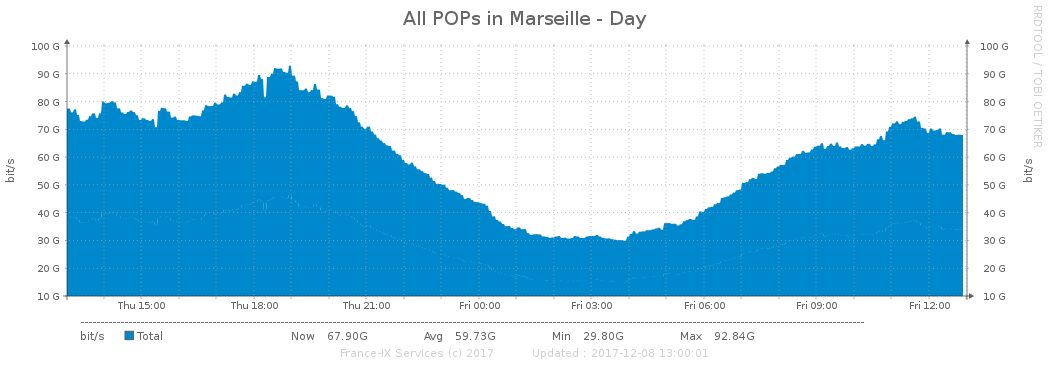 All POPs in Marseille - Day
RRDTOOL / TOBI OETIKER
bit/s
100 G 100 G
90 G 90 G
80 G 80 G
70 G 70 G
60 G 60 G
50 G 50 G
40 G 40 G
30 G 30 G
20 G 20 G
10 G 10 G
bit/s
Thu 15:00 Thu 18:00 Thu 21:00 Fri 00:00 Fri 03:00 Fri 06:00 Fri 09:00 Fri 12:00
bit/s Total Now 67.90G Avg 59.73G Min 29.80G Max 92.84G
France-IX Services (c) 2017 Updated : 2017-12-08 13:00:01